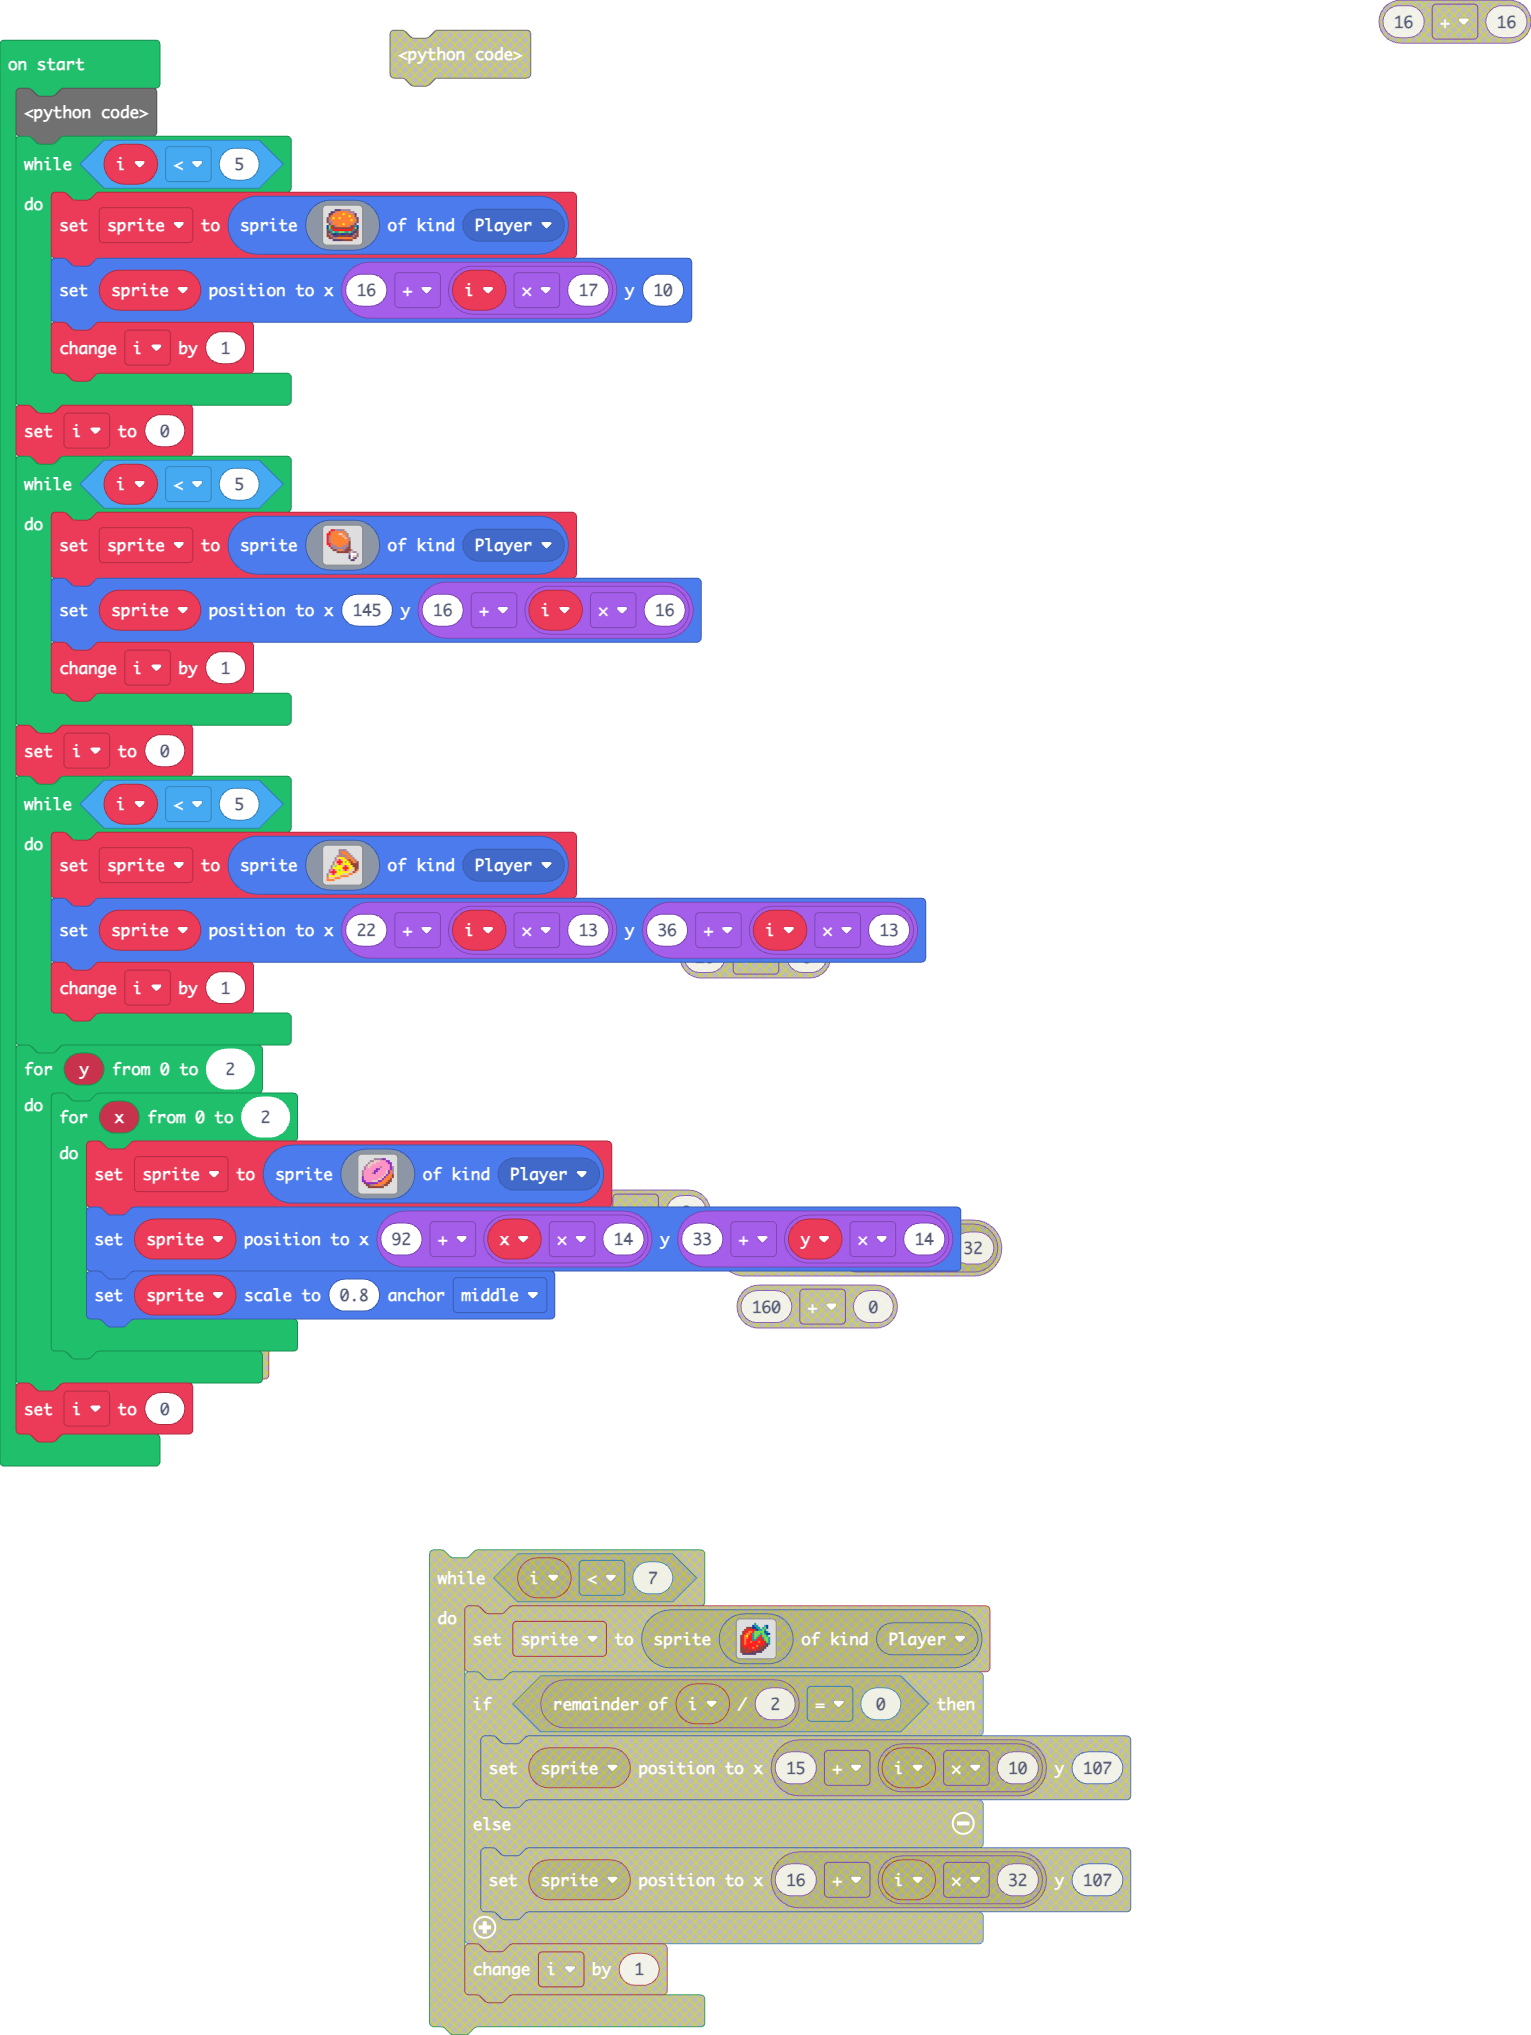 16 + 16
<python code>
on start
<python code>
while i < 5
do
set sprite to sprite of kind Player
set sprite position to x 16 + i × 17 y 10
change i by 1
set i to 0
while i < 5
do
set sprite to sprite of kind Player
set sprite position to x 145 y 16 + i × 16
change i by 1
set i to 0
while i < 5
do
set sprite to sprite of kind Player
set sprite position to x 22 + i × 13 y 36 + i × 13
change i by 1
for y from 0 to 2
do
for x from 0 to 2
do
set sprite to sprite of kind Player
set sprite position to x 92 + x × 14 y 33 + y × 14
32
set sprite scale to 0.8 anchor middle
160 + 0
set i to 0
while i < 7
do
set sprite to sprite of kind Player
if remainder of i / 2 = 0 then
set sprite position to x 15 + i × 10 y 107
else
set sprite position to x 16 + i × 32 y 107
change i by 1